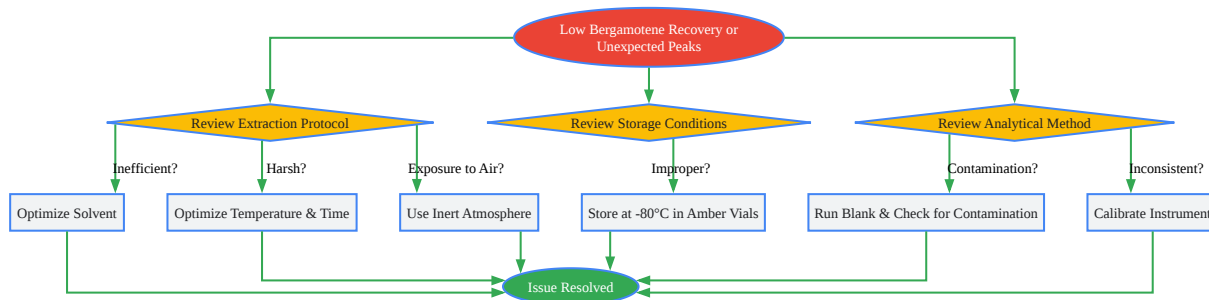 Low Bergamotene Recovery or
Unexpected Peaks
Review Extraction Protocol
Review Storage Conditions
Review Analytical Method
Inefficient?
Harsh?
Exposure to Air?
Improper?
Contamination?
Inconsistent?
Optimize Solvent
Optimize Temperature & Time
Use Inert Atmosphere
Store at -80°C in Amber Vials
Run Blank & Check for Contamination
Calibrate Instrument
Issue Resolved